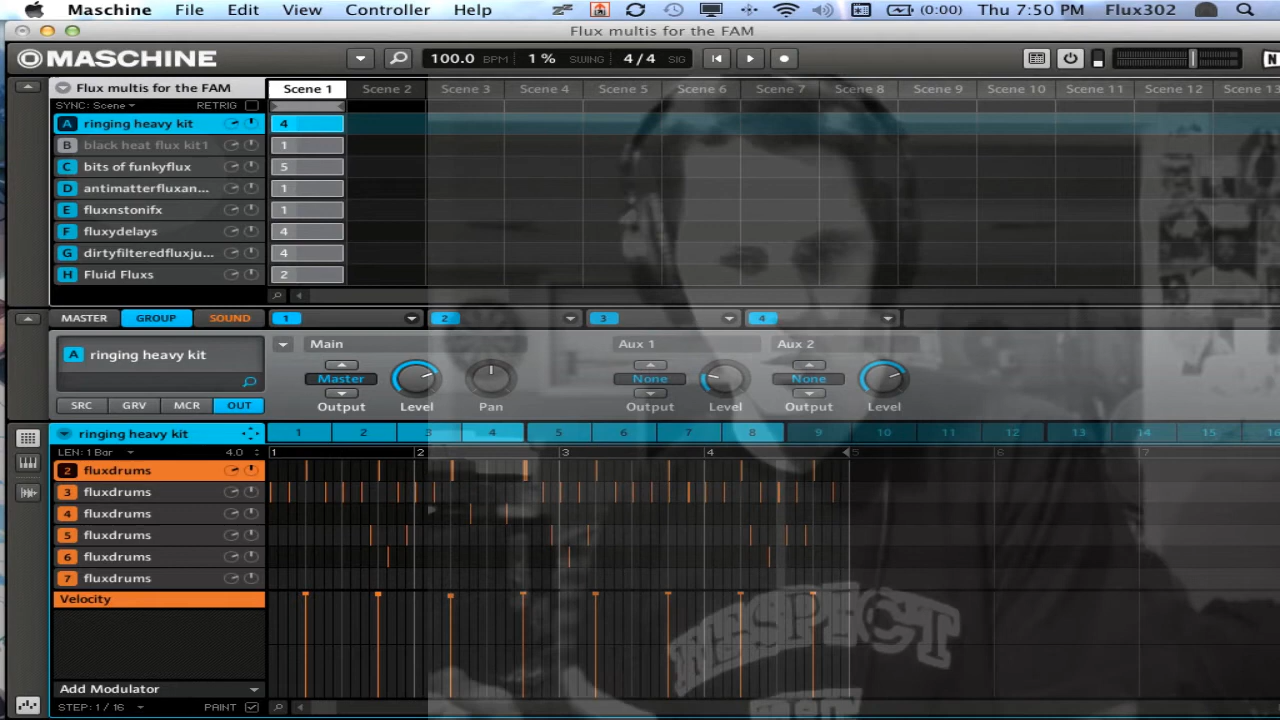 Maschine File Edit View Controller Help (0:00) Thu 7:50 PM Flux302
Flux multis for the FAM
MASCHINE 100.0 BPM 1 % SWING 4/4 SIG
Flux multis for the FAM Scene 1 Scene 2 Scene 3 Scene 4 Scene 5 Scene 6 Scene 7 Scene 8 Scene 9 Scene 10 Scene 11 Scene 12 Scene 13
SYNC: Scene RETRIG
A ringing heavy kit 4
B black heat flux kit1 1
C bits of funkyflux 5
D antimatterfluxan... 1
E fluxnstonifx 1
F fluxydelays 4
G dirtyfilteredfluxju... 4
H Fluid Fluxs 2
MASTER GROUP SOUND 1 2 3 4
A ringing heavy kit Main Aux 1 Aux 2
Master None None
SRC GRV MCR OUT Output Level Pan Output Level Output Level
ringing heavy kit 1 2 3 4 5 6 7 8 9 10 11 12 13 14 15 16
LEN: 1 Bar 4.0 1 2 3 4 5 6 7
2 fluxdrums
3 fluxdrums
4 fluxdrums
5 fluxdrums
6 fluxdrums
7 fluxdrums
Velocity
RESPECT
Add Modulator
STEP: 1 / 16 PAINT